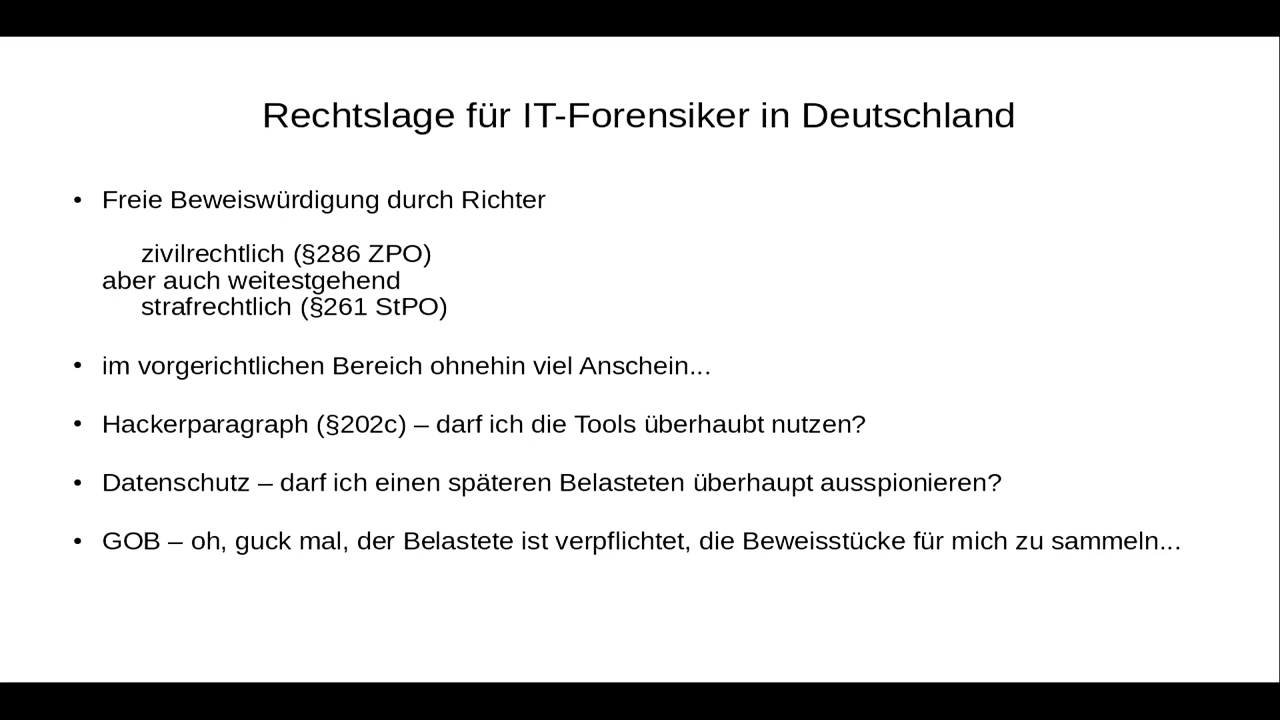 Rechtslage für IT-Forensiker in Deutschland
• Freie Beweiswürdigung durch Richter
zivilrechtlich (§286 ZPO)
aber auch weitestgehend
strafrechtlich (§261 StPO)
• im vorgerichtlichen Bereich ohnehin viel Anschein...
• Hackerparagraph (§202c) – darf ich die Tools überhaubt nutzen?
• Datenschutz – darf ich einen späteren Belasteten überhaupt ausspionieren?
• GOB – oh, guck mal, der Belastete ist verpflichtet, die Beweisstücke für mich zu sammeln...